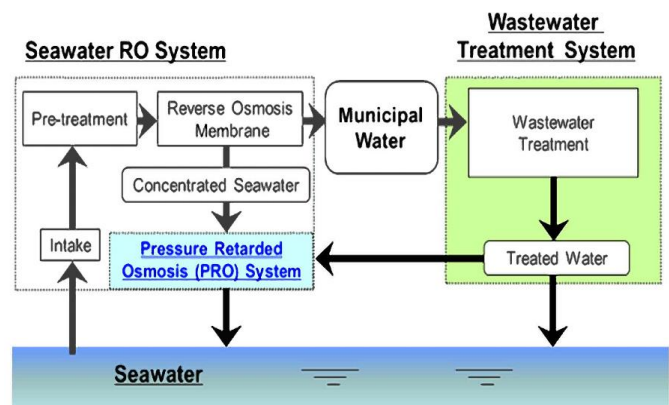 Seawater RO System
Wastewater
Treatment System
Pre-treatment
Reverse Osmosis
Membrane
Municipal
Water
Wastewater
Treatment
Concentrated Seawater
Intake
Pressure Retarded
Osmosis (PRO) System
Treated Water
Seawater